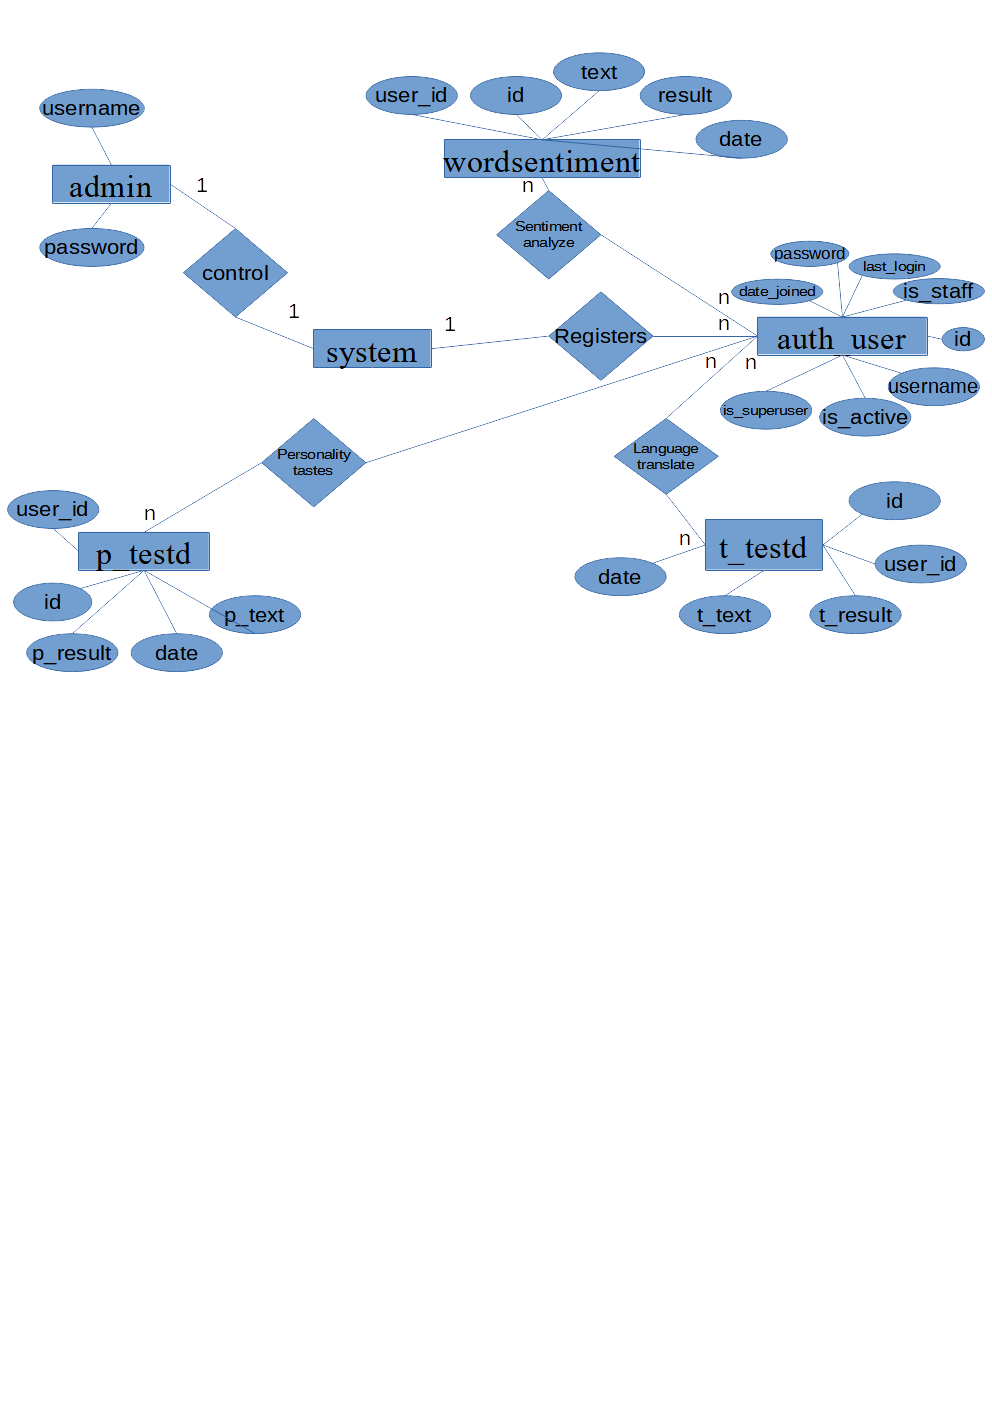 text
user_id
id
result
username
date
wordsentiment
admin
1
n
Sentiment
analyze
password
control
password
last_login
date_joined
is_staff
n
1
1
n
system
Registers
auth_user
id
n
n
username
is_superuser
is_active
Personality
tastes
Language
translate
id
user_id
n
n
p_testd
t_testd
user_id
date
id
p_text
t_text
t_result
p_result
date